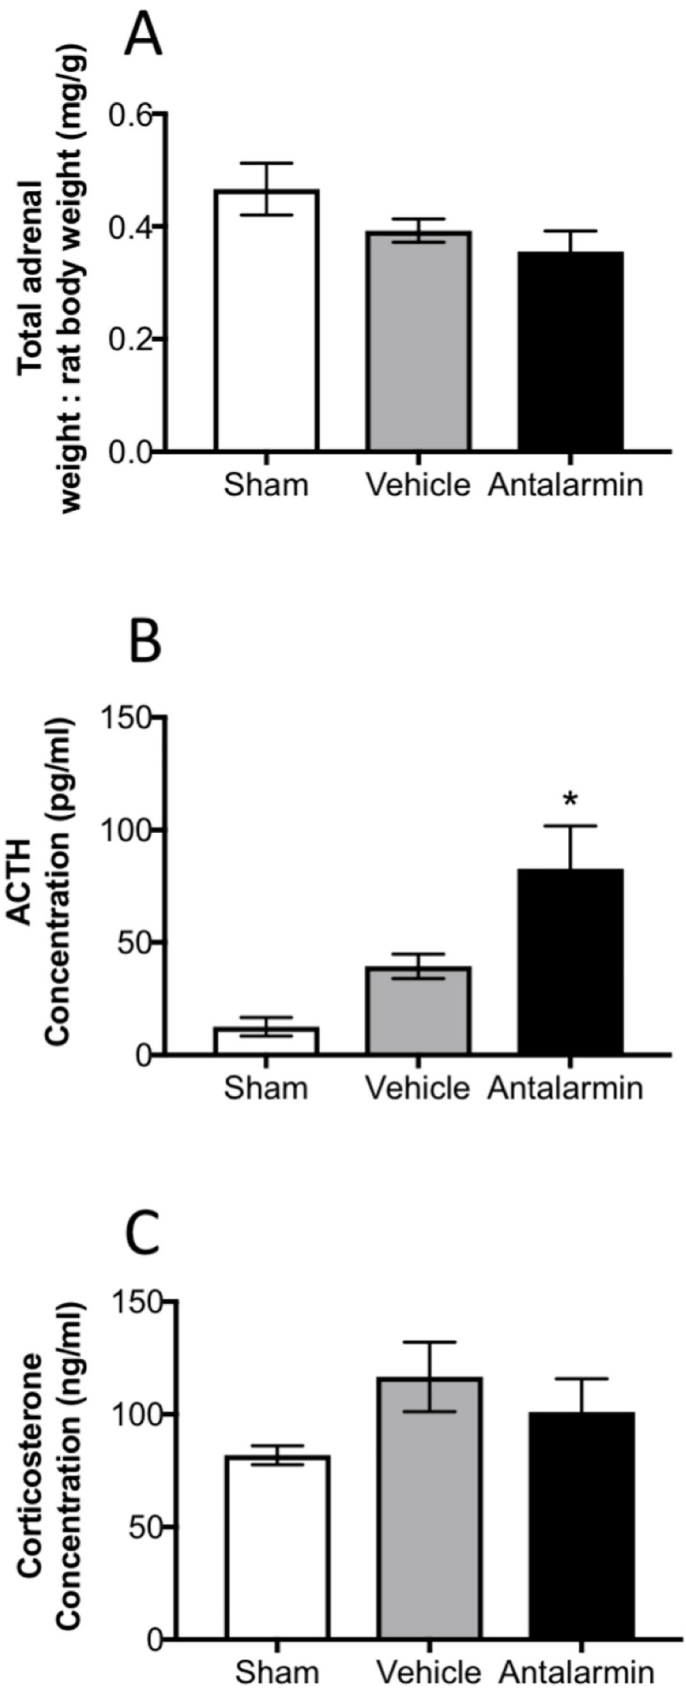 A
Total adrenal
weight : rat body weight (mg/g)
0.6
0.4
0.2
0.0
Sham Vehicle Antalarmin
B
ACTH
Concentration (pg/ml)
150
100
50
0
*
Sham Vehicle Antalarmin
C
Corticosterone
Concentration (ng/ml)
150
100
50
0
Sham Vehicle Antalarmin